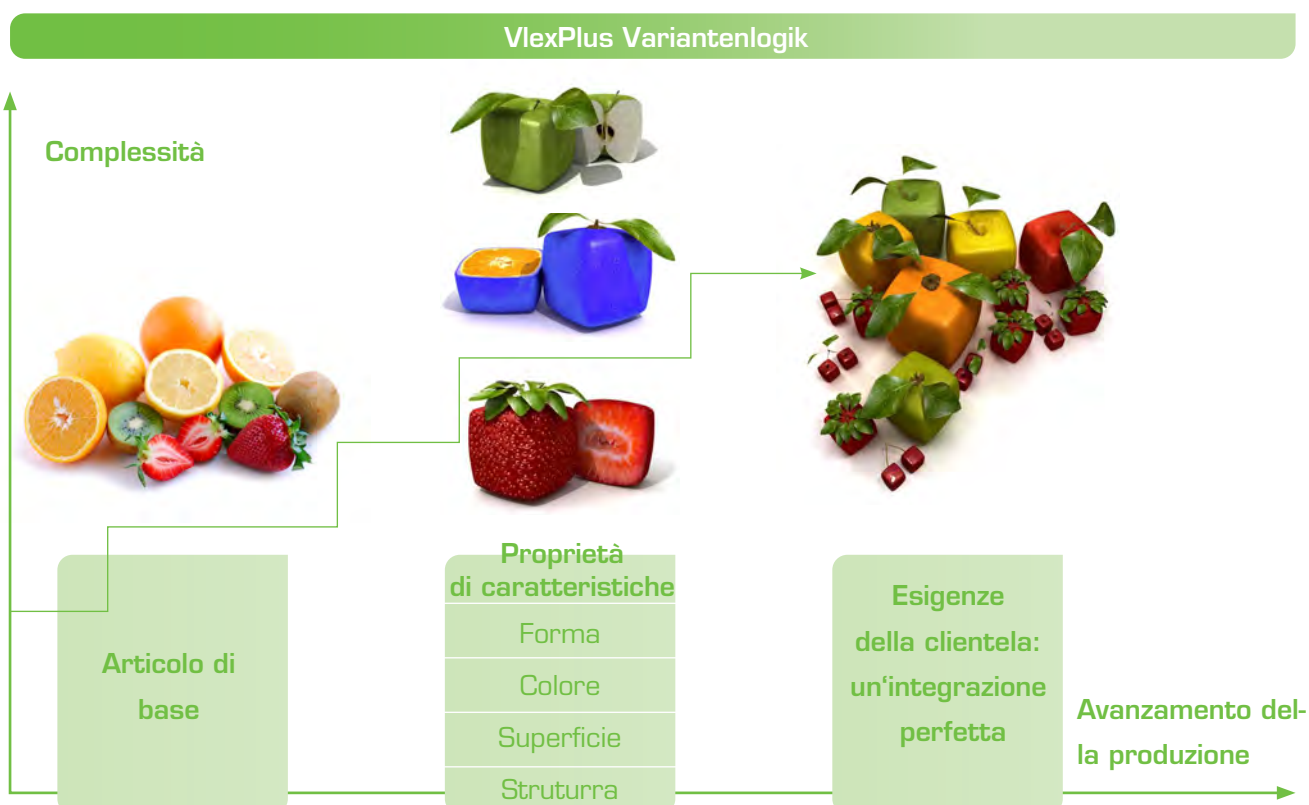 VlexPlus Variantenlogik
Complessità
Articolo di
base
Proprietà
di caratteristiche
Forma
Colore
Superficie
Struturra
Esigenze
della clientela:
un‘integrazione
perfetta
Avanzamento del-
la produzione